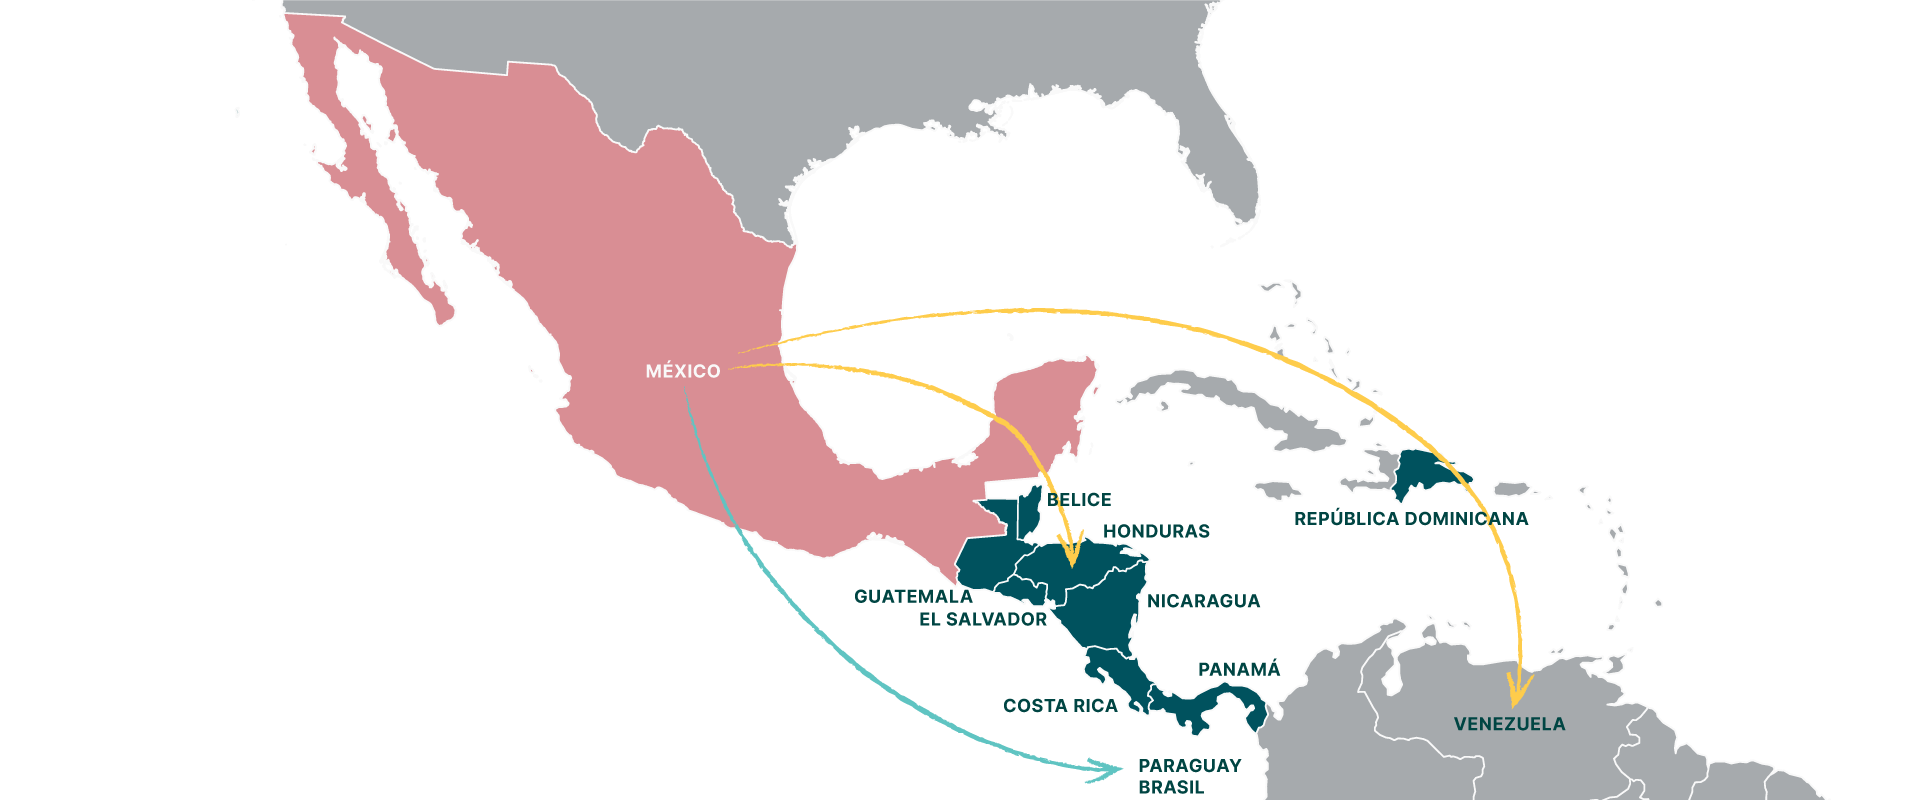 MÉXICO
BELICE
REPÚBLICA DOMINICANA
HONDURAS
GUATEMALA
NICARAGUA
EL SALVADOR
PANAMÁ
COSTA RICA
VENEZUELA
PARAGUAY
BRASIL